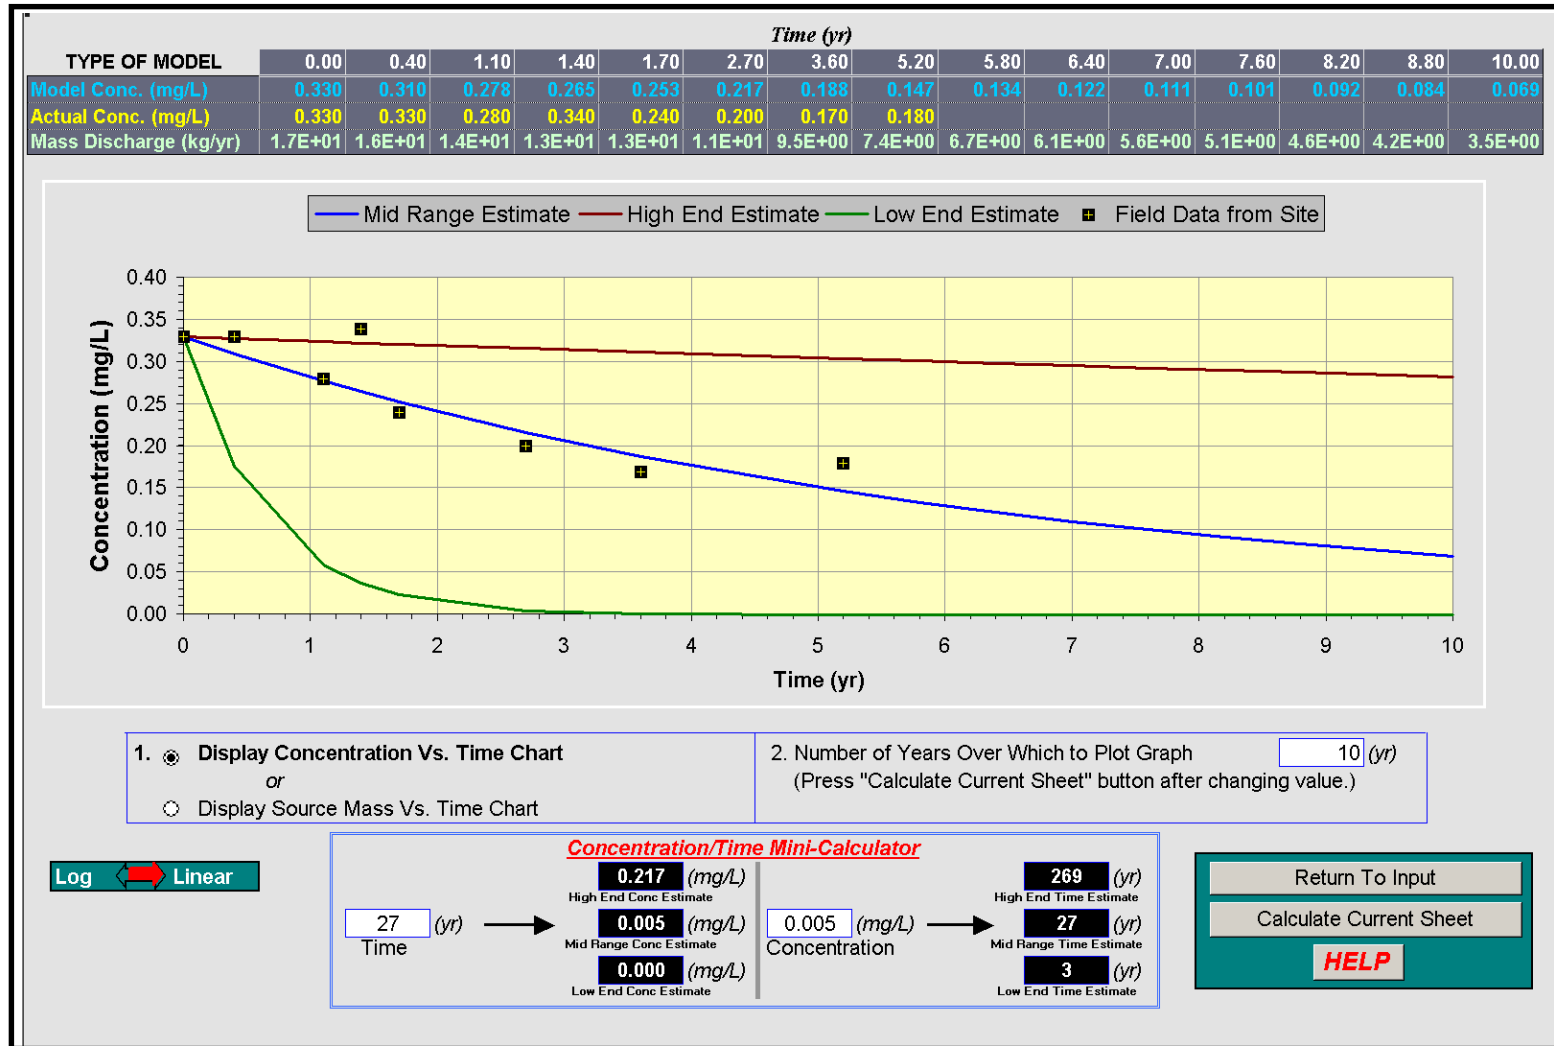 Time (yr)
TYPE OF MODEL 0.00 0.40 1.10 1.40 1.70 2.70 3.60 5.20 5.80 6.40 7.00 7.60 8.20 8.80 10.00
Model Conc. (mg/L) 0.330 0.310 0.278 0.265 0.253 0.217 0.188 0.147 0.134 0.122 0.111 0.101 0.092 0.084 0.069
Actual Conc. (mg/L) 0.330 0.330 0.280 0.340 0.240 0.200 0.170 0.180
Mass Discharge (kg/yr) 1.7E+01 1.6E+01 1.4E+01 1.3E+01 1.3E+01 1.1E+01 9.5E+00 7.4E+00 6.7E+00 6.1E+00 5.6E+00 5.1E+00 4.6E+00 4.2E+00 3.5E+00
Mid Range Estimate High End Estimate Low End Estimate Field Data from Site
Concentration (mg/L)
0.40
0.35
0.30
0.25
0.20
0.15
0.10
0.05
0.00
0 1 2 3 4 5 6 7 8 9 10
Time (yr)
1. Display Concentration Vs. Time Chart
or
Display Source Mass Vs. Time Chart
2. Number of Years Over Which to Plot Graph 10 (yr)
(Press "Calculate Current Sheet" button after changing value.)
Log Linear
Concentration/Time Mini-Calculator
27 (yr)
Time
0.217 (mg/L)
High End Conc Estimate
0.005 (mg/L)
Mid Range Conc Estimate
0.000 (mg/L)
Low End Conc Estimate
0.005 (mg/L)
Concentration
269 (yr)
High End Time Estimate
27 (yr)
Mid Range Time Estimate
3 (yr)
Low End Time Estimate
Return To Input
Calculate Current Sheet
HELP